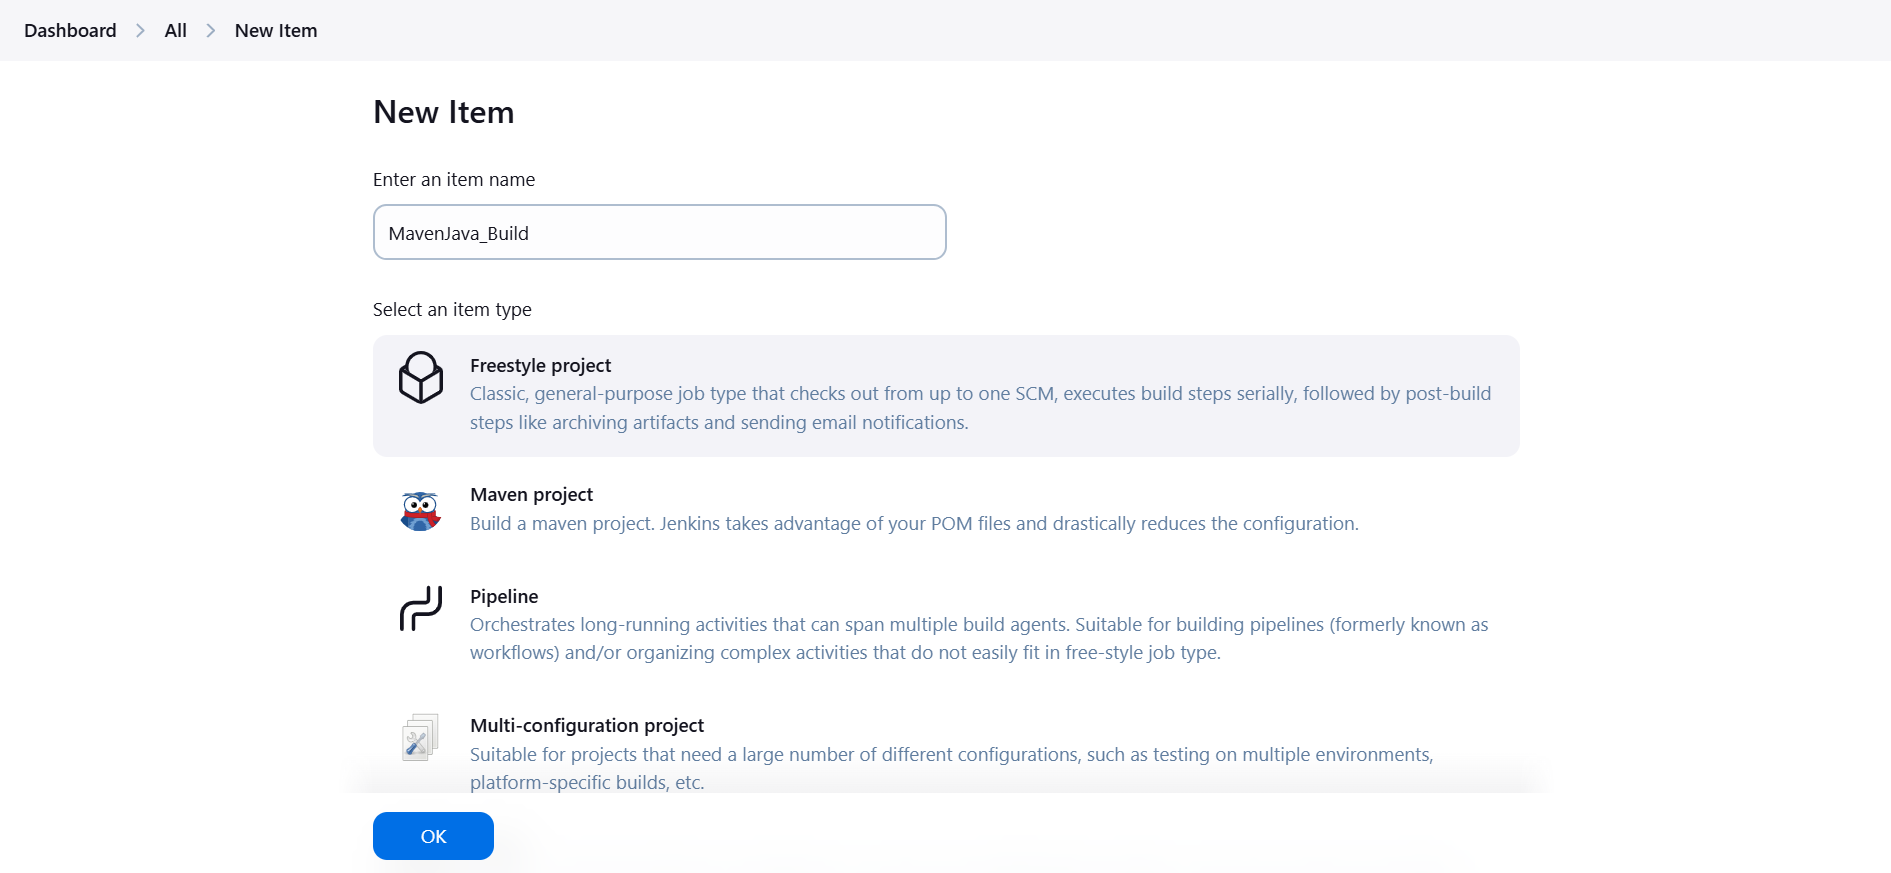 Dashboard > All > New Item
New Item
Enter an item name
MavenJava_Build
Select an item type
Freestyle project
Classic, general-purpose job type that checks out from up to one SCM, executes build steps serially, followed by post-build
steps like archiving artifacts and sending email notifications.
Maven project
Build a maven project. Jenkins takes advantage of your POM files and drastically reduces the configuration.
Pipeline
Orchestrates long-running activities that can span multiple build agents. Suitable for building pipelines (formerly known as
workflows) and/or organizing complex activities that do not easily fit in free-style job type.
Multi-configuration project
Suitable for projects that need a large number of different configurations, such as testing on multiple environments,
platform-specific builds, etc.
OK